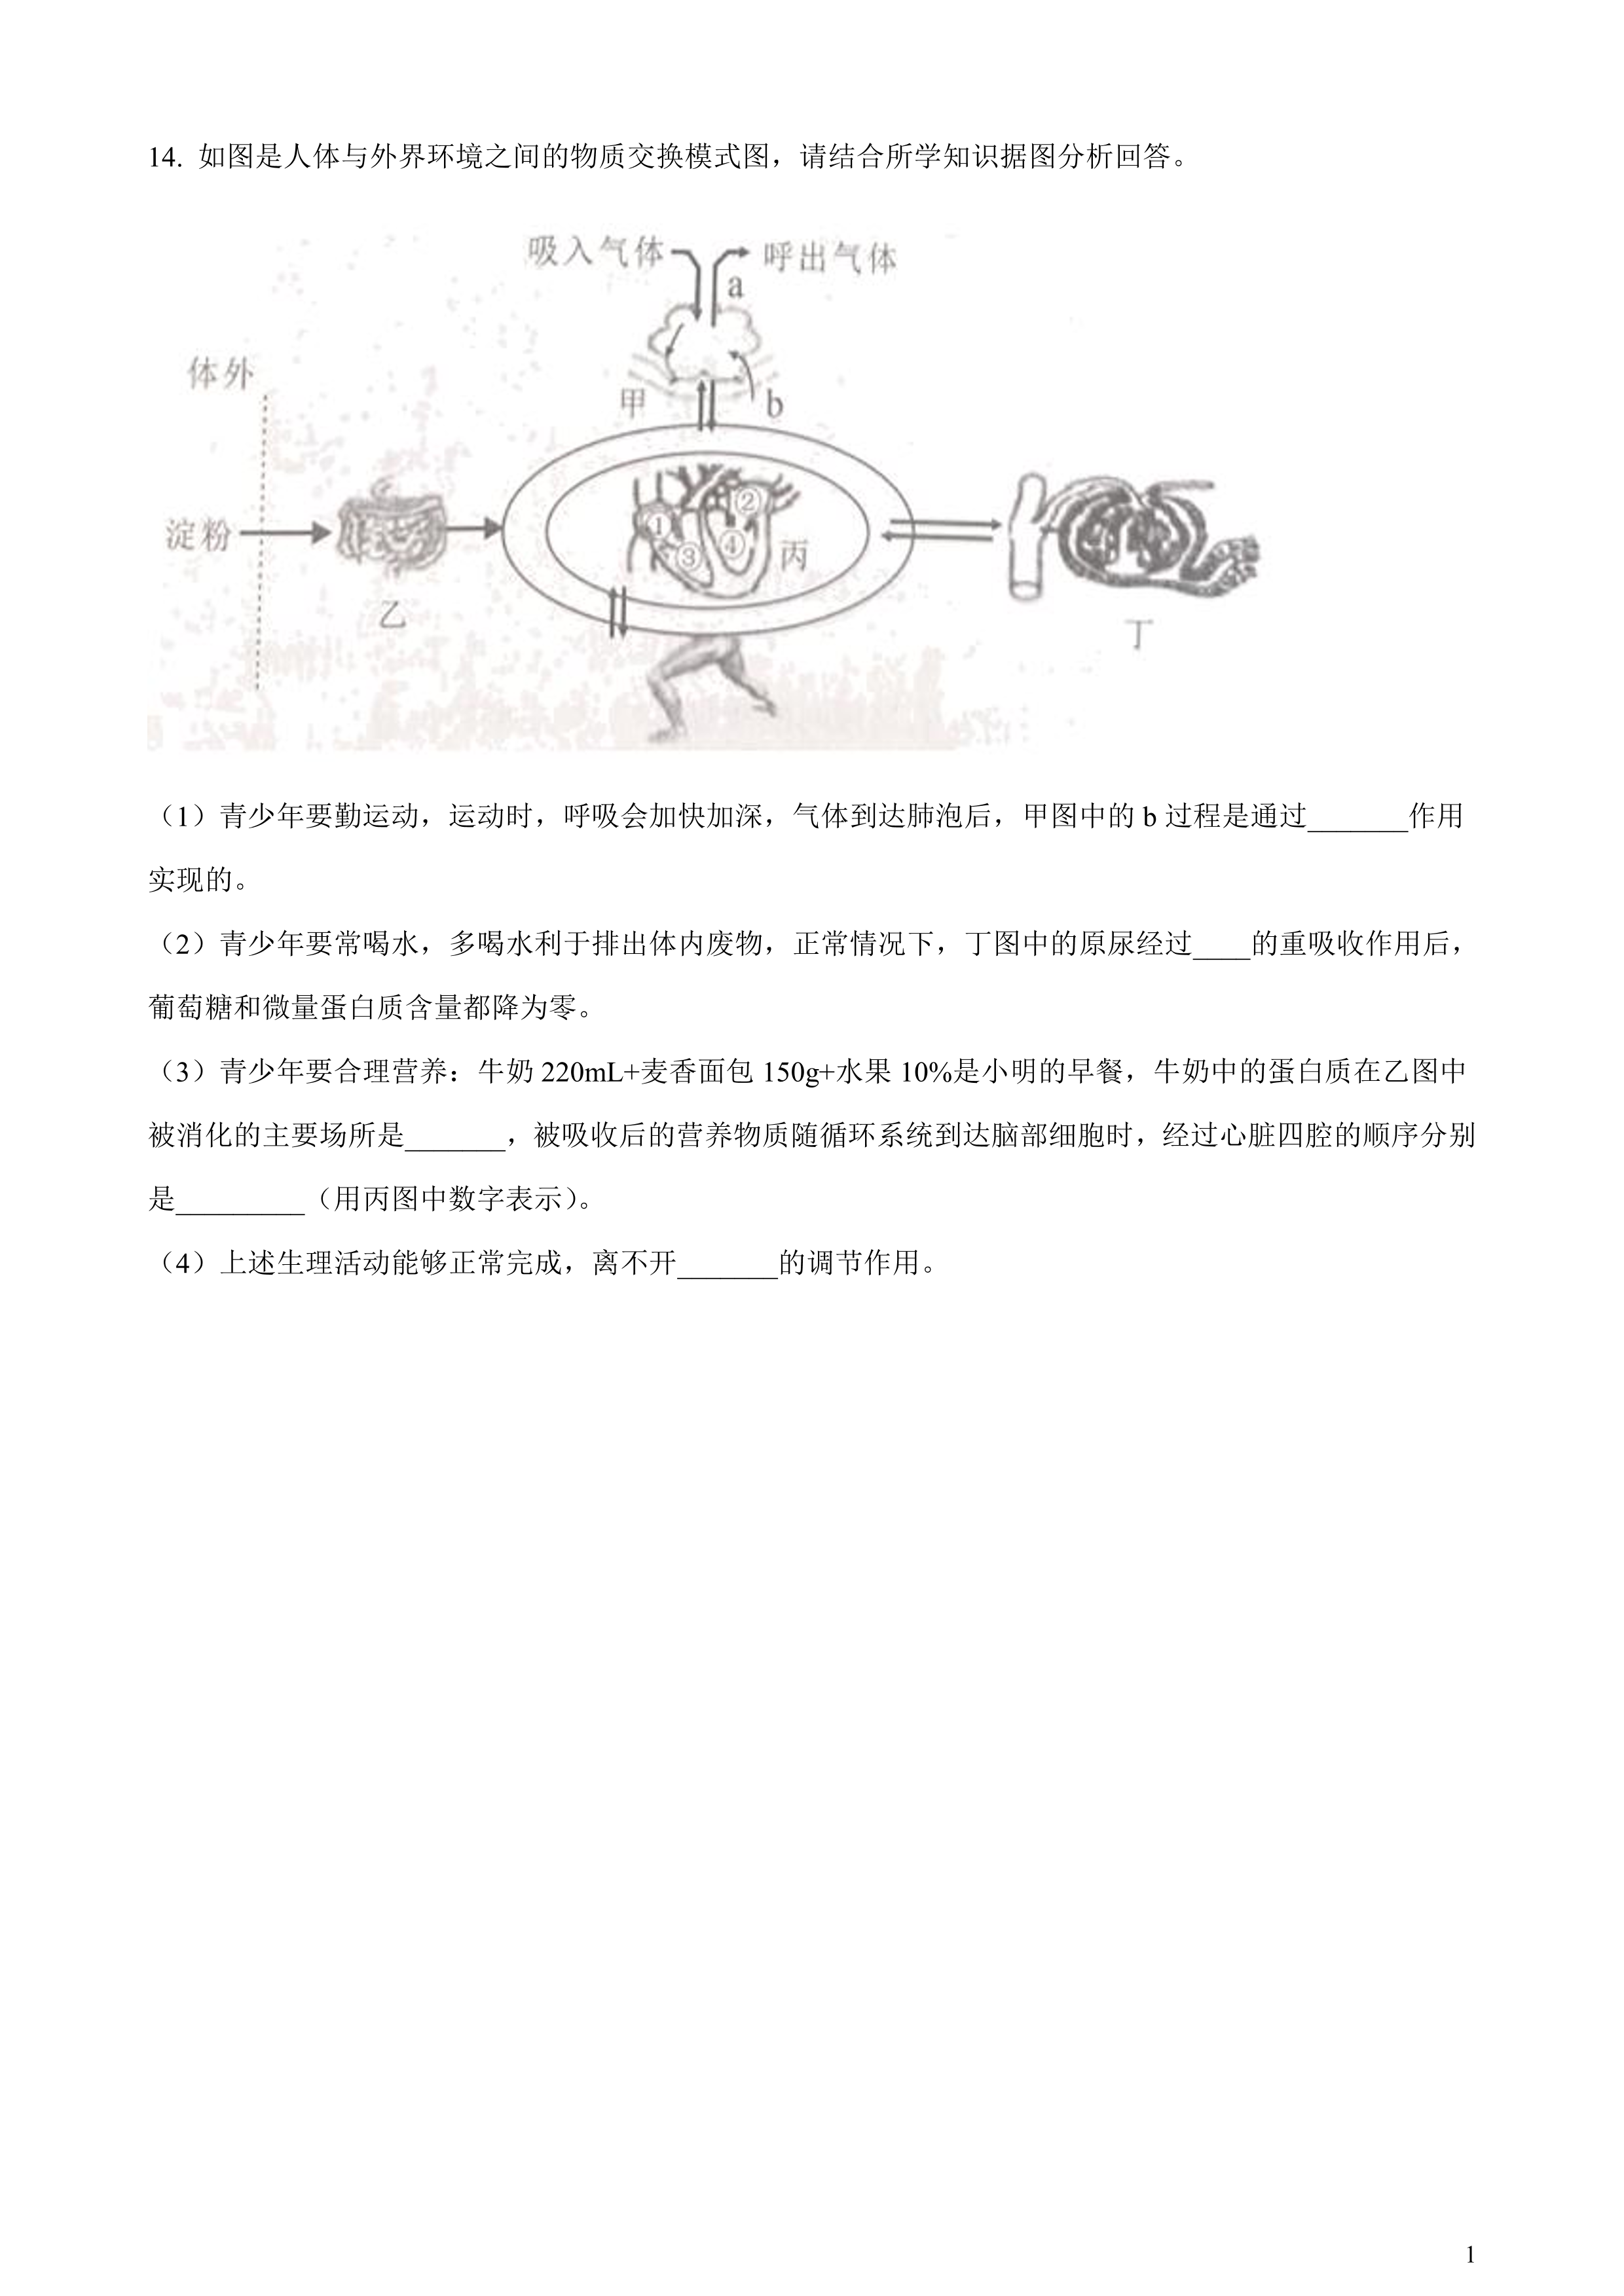 14. 如图是人体与外界环境之间的物质交换模式图，请结合所学知识据图分析回答。
吸入气体
呼出气体
a
体外
甲
b
淀粉
①
②
③
④
丙
乙
丁
（1）青少年要勤运动，运动时，呼吸会加快加深，气体到达肺泡后，甲图中的 b 过程是通过_______作用
实现的。
（2）青少年要常喝水，多喝水利于排出体内废物，正常情况下，丁图中的原尿经过____的重吸收作用后，
葡萄糖和微量蛋白质含量都降为零。
（3）青少年要合理营养：牛奶 220mL+麦香面包 150g+水果 10%是小明的早餐，牛奶中的蛋白质在乙图中
被消化的主要场所是_______，被吸收后的营养物质随循环系统到达脑部细胞时，经过心脏四腔的顺序分别
是_________（用丙图中数字表示）。
（4）上述生理活动能够正常完成，离不开_______的调节作用。
1